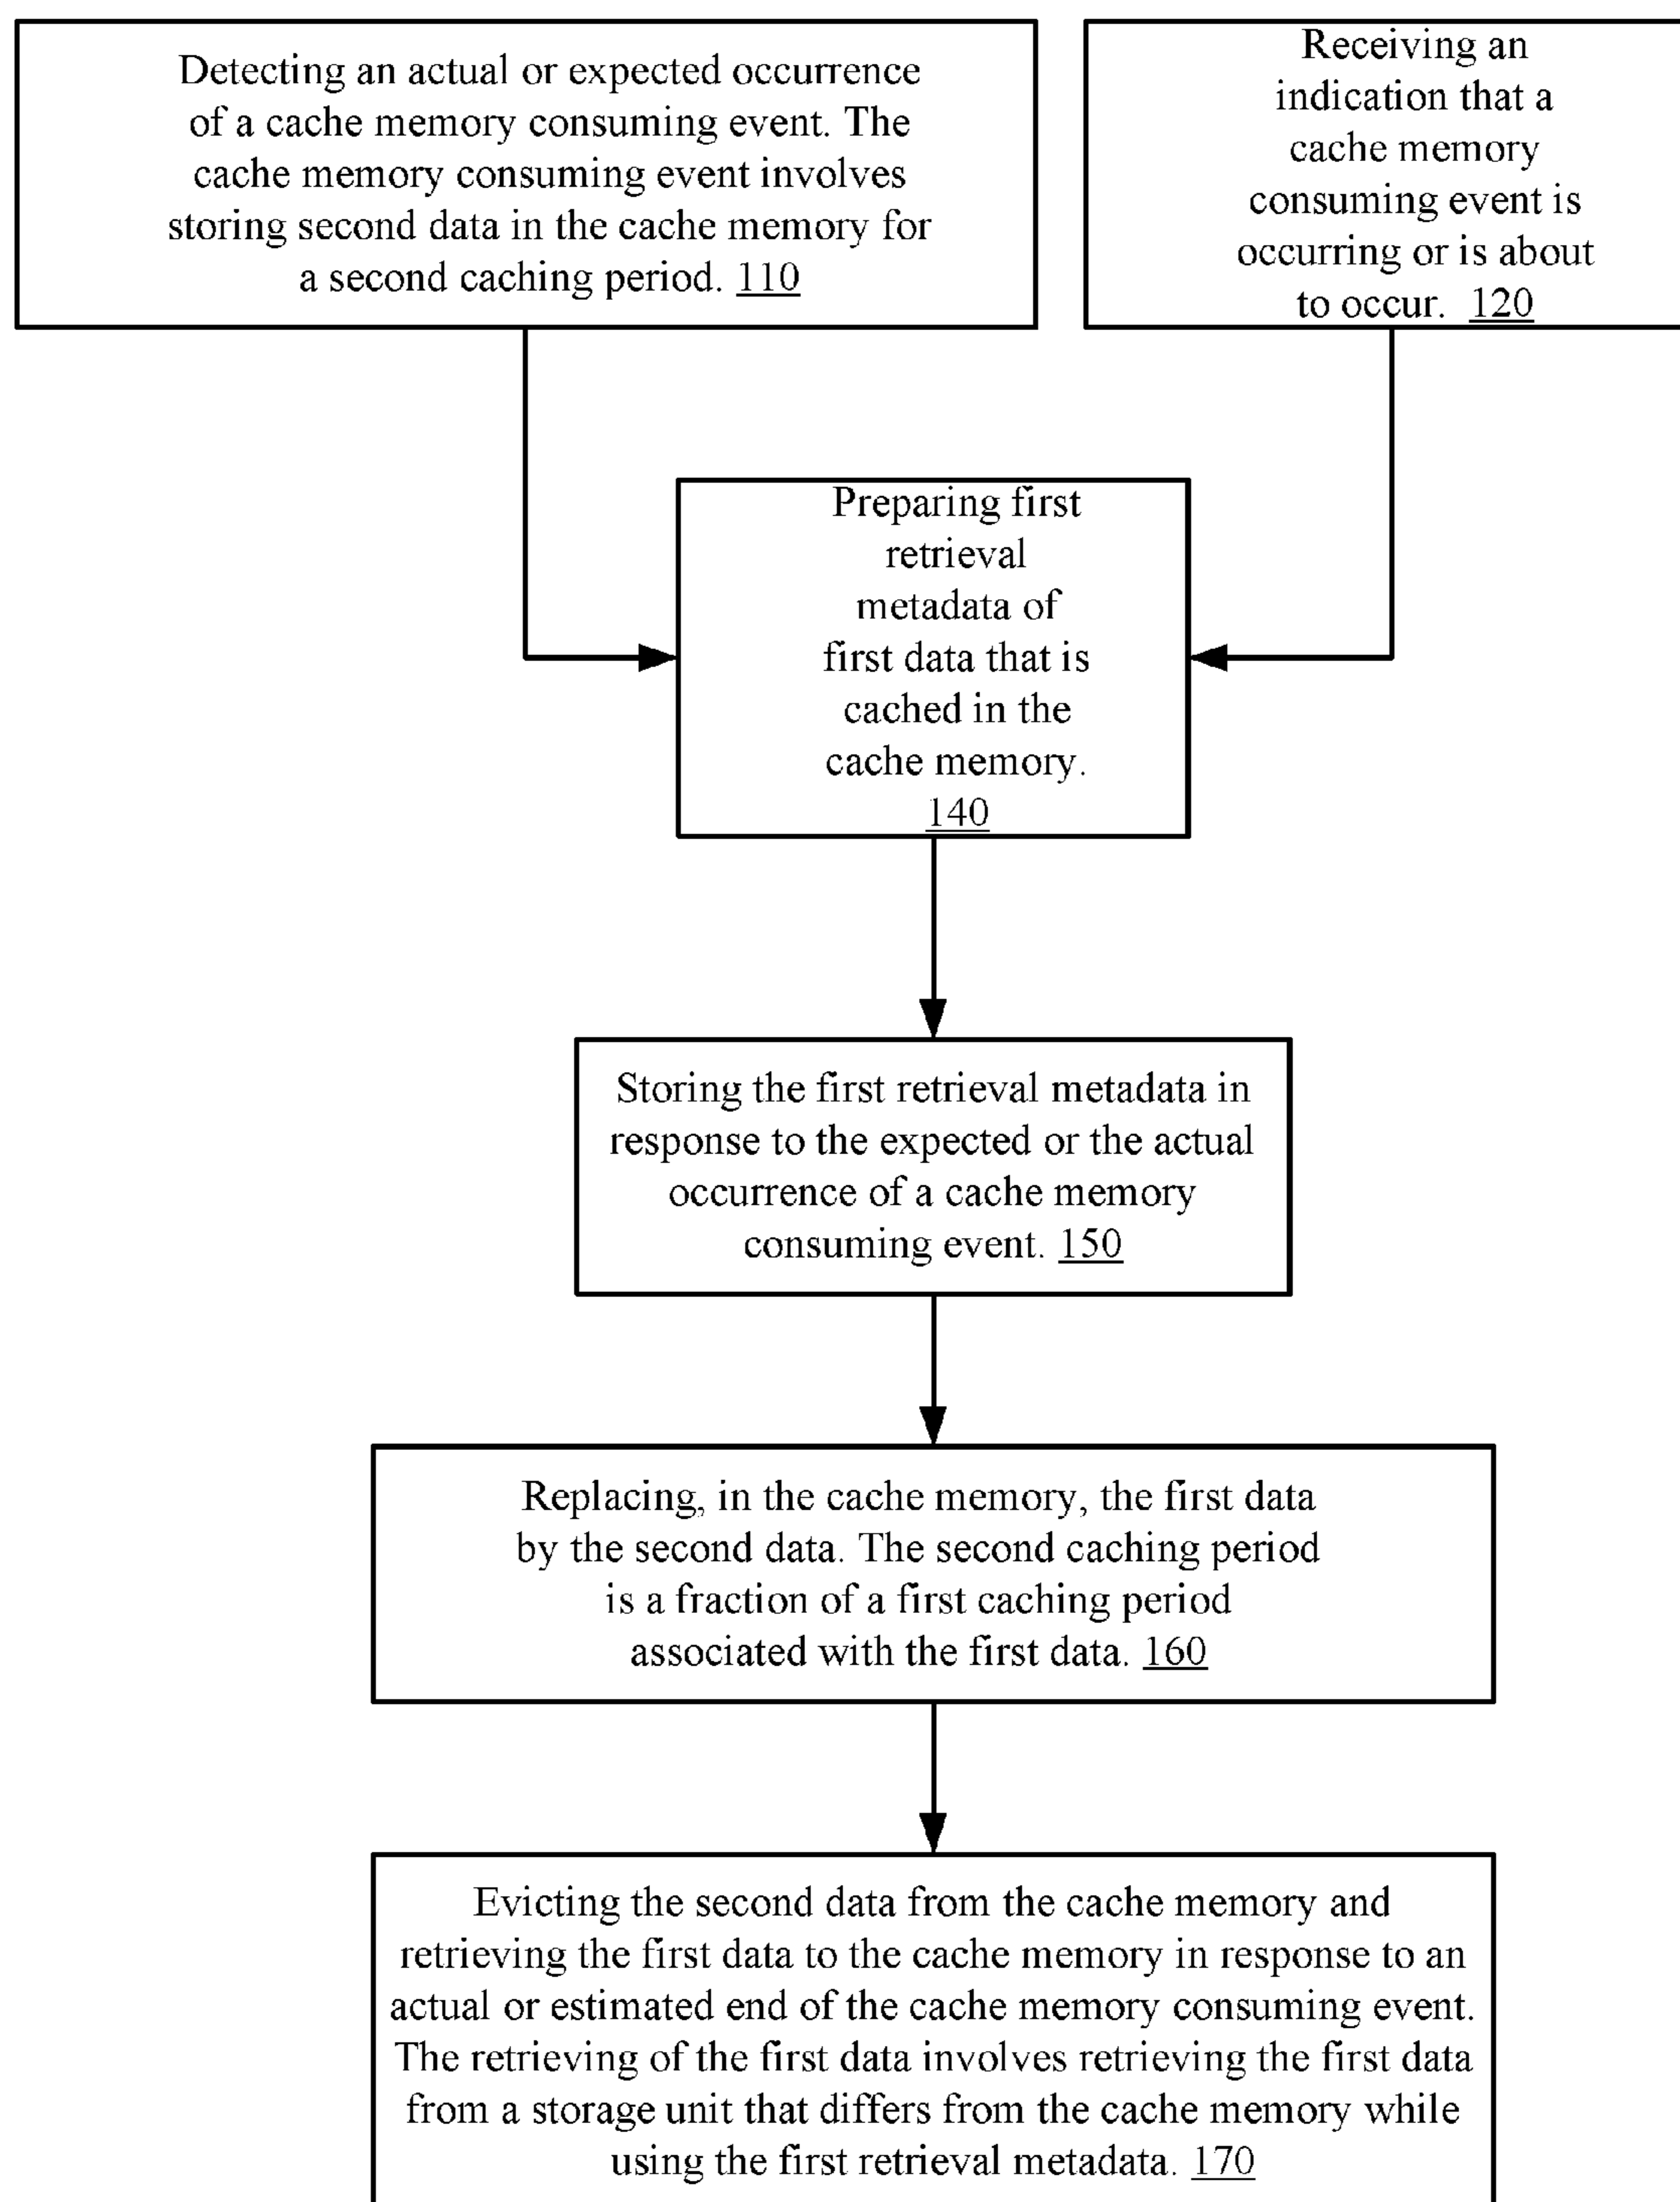 Detecting an actual or expected occurrence
of a cache memory consuming event. The
cache memory consuming event involves
storing second data in the cache memory for
a second caching period. 110
Receiving an
indication that a
cache memory
consuming event is
occurring or is about
to occur. 120
Preparing first
retrieval
metadata of
first data that is
cached in the
cache memory.
140
Storing the first retrieval metadata in
response to the expected or the actual
occurrence of a cache memory
consuming event. 150
Replacing, in the cache memory, the first data
by the second data. The second caching period
is a fraction of a first caching period
associated with the first data. 160
Evicting the second data from the cache memory and
retrieving the first data to the cache memory in response to an
actual or estimated end of the cache memory consuming event.
The retrieving of the first data involves retrieving the first data
from a storage unit that differs from the cache memory while
using the first retrieval metadata. 170